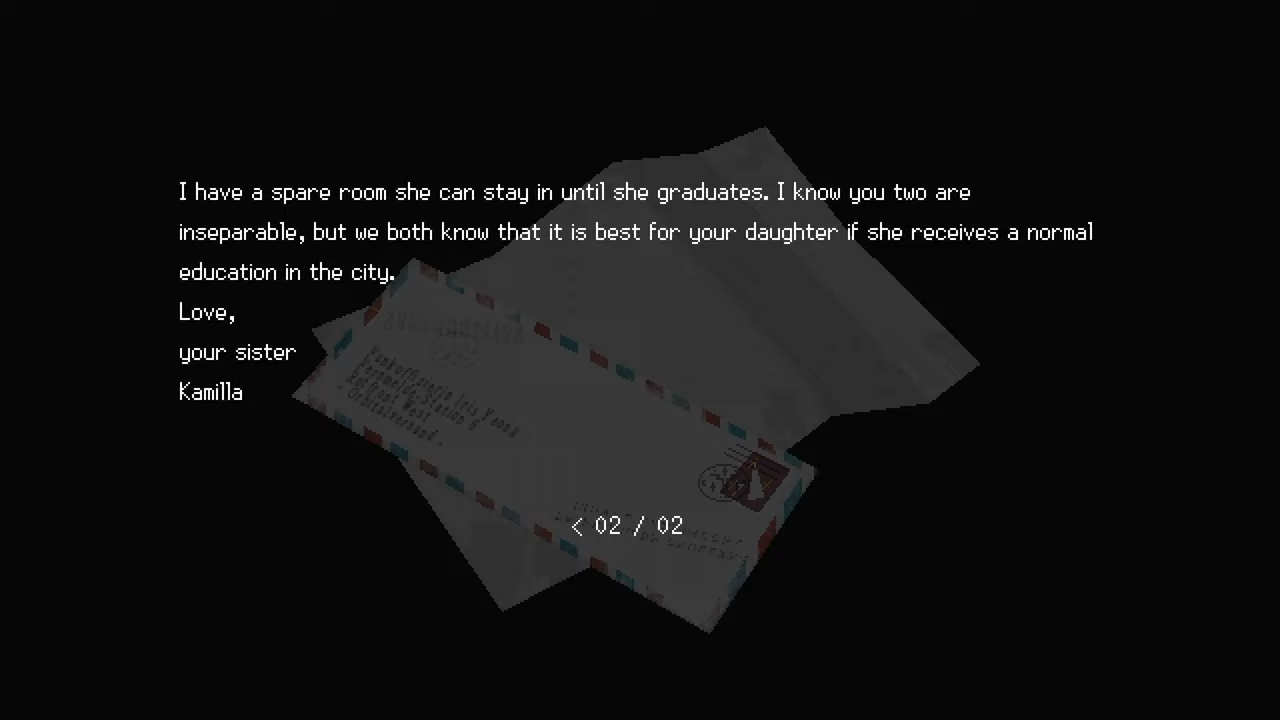 I have a spare room she can stay in until she graduates. I know you two are
inseparable, but we both know that it is best for your daughter if she receives a normal
education in the city.
Love,
your sister
Kamilla
Iris Yeong
< 02 / 02